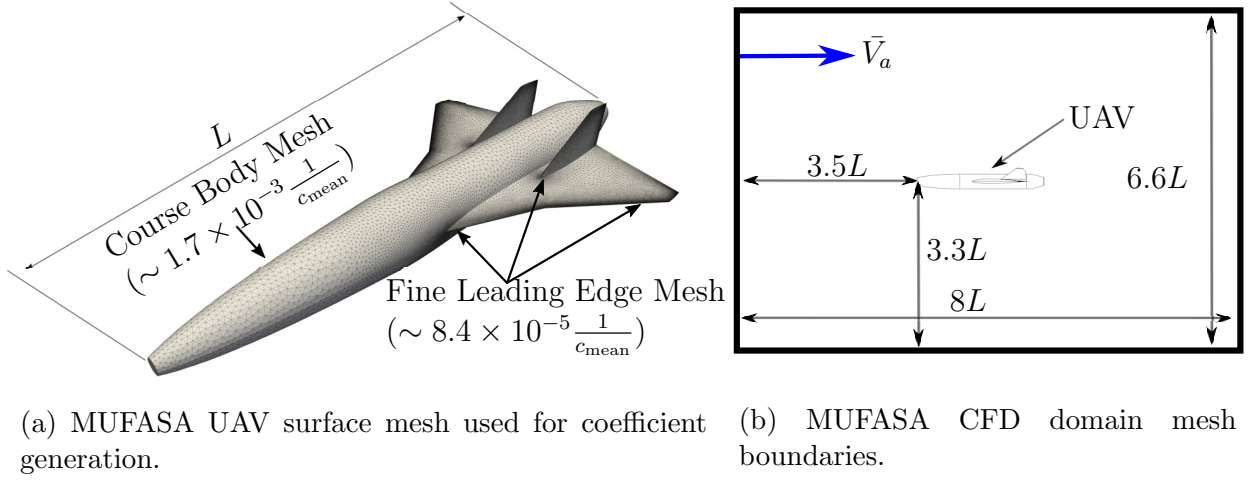 L
Course Body Mesh
(∼ 1.7 × 10⁻³ 1/c_mean)
Fine Leading Edge Mesh
(∼ 8.4 × 10⁻⁵ 1/c_mean)
(a) MUFASA UAV surface mesh used for coefficient
generation.
V̄_a
UAV
3.5L
6.6L
3.3L
8L
(b) MUFASA CFD domain mesh
boundaries.